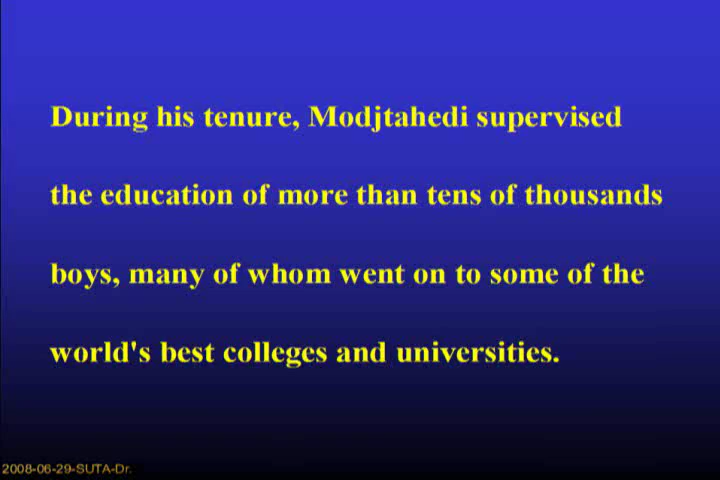 During his tenure, Modjtahedi supervised
the education of more than tens of thousands
boys, many of whom went on to some of the
world's best colleges and universities.
2008-06-29-SUTA-Dr.